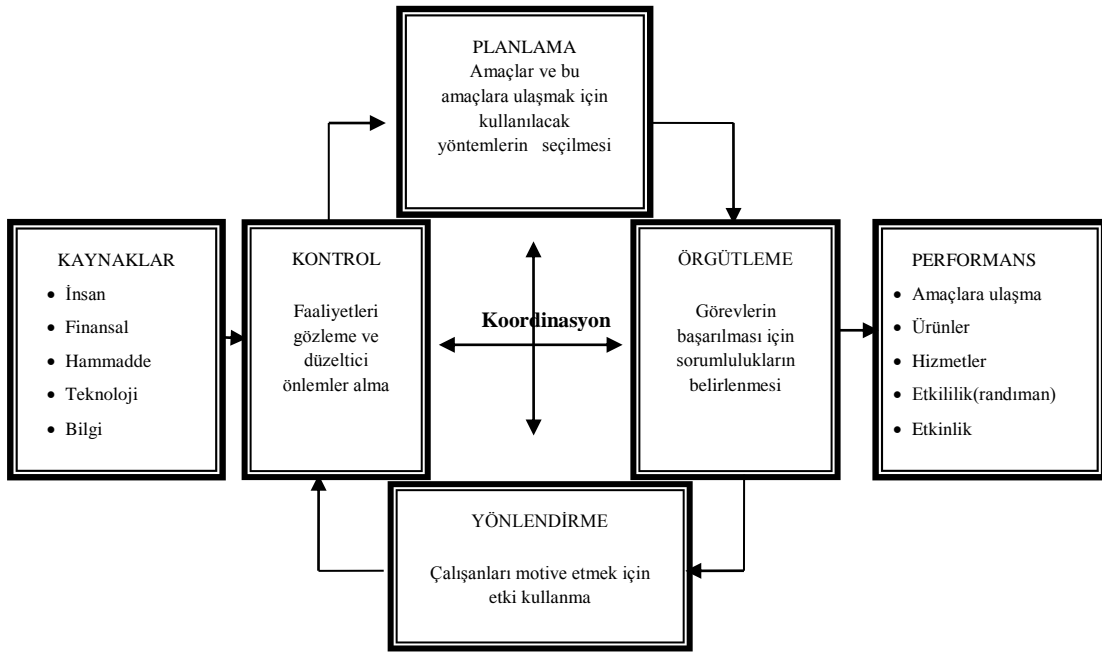 PLANLAMA
Amaçlar ve bu
amaçlara ulaşmak için
kullanılacak
yöntemlerin seçilmesi
KAYNAKLAR
• İnsan
• Finansal
• Hammadde
• Teknoloji
• Bilgi
KONTROL
Faaliyetleri
gözleme ve
düzeltici
önlemler alma
Koordinasyon
ÖRGÜTLEME
Görevlerin
başarılması için
sorumlulukların
belirlenmesi
PERFORMANS
• Amaçlara ulaşma
• Ürünler
• Hizmetler
• Etkililik(randıman)
• Etkinlik
YÖNLENDİRME
Çalışanları motive etmek için
etki kullanma